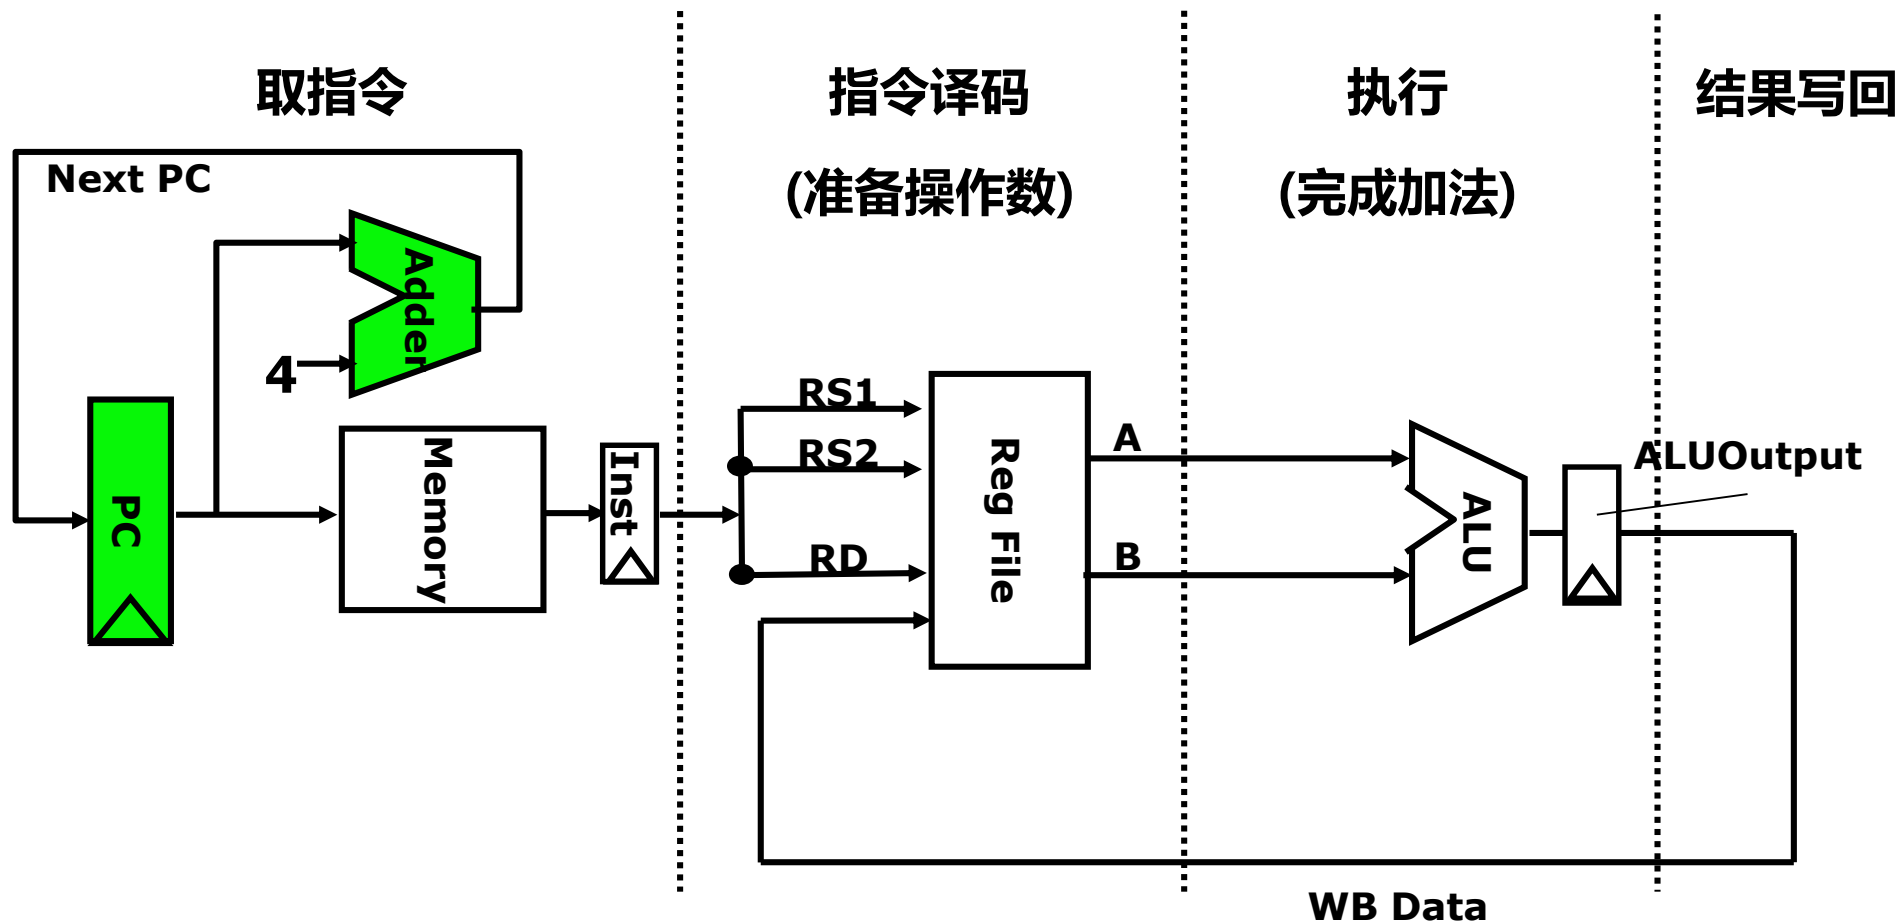 取指令
指令译码
(准备操作数)
执行
(完成加法)
结果写回
Next PC
Adder
4
PC
Memory
Inst
RS1
RS2
RD
Reg File
A
B
ALU
ALUOutput
WB Data